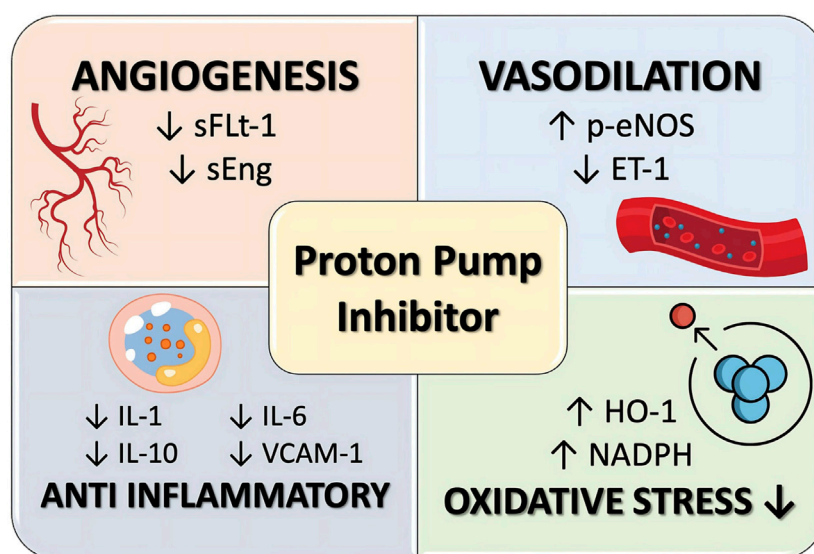 ANGIOGENESIS
↓ sFLt-1
↓ sEng
VASODILATION
↑ p-eNOS
↓ ET-1
Proton Pump
Inhibitor
↓ IL-1 ↓ IL-6
↓ IL-10 ↓ VCAM-1
ANTI INFLAMMATORY
↑ HO-1
↑ NADPH
OXIDATIVE STRESS ↓